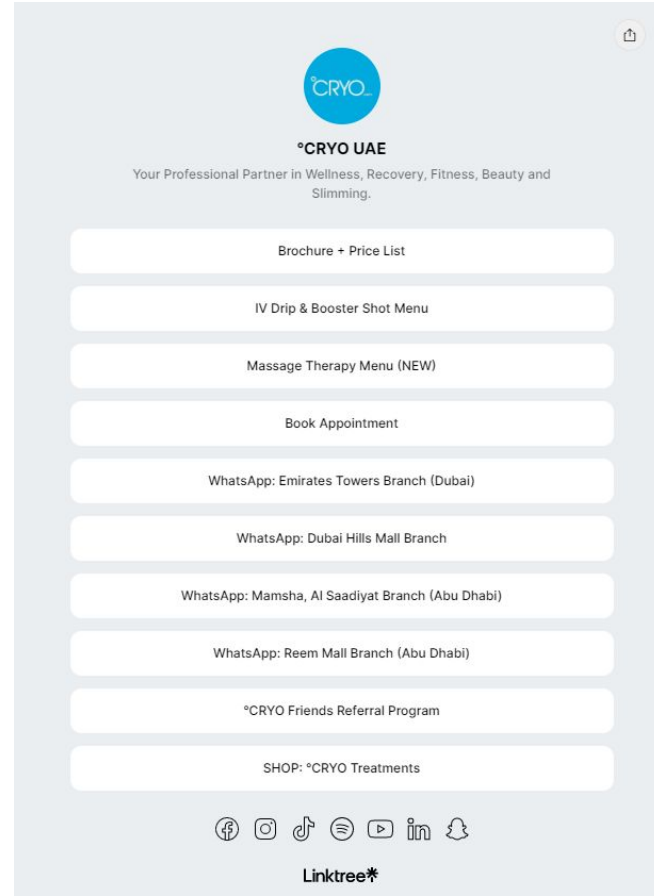 °CRYO
°CRYO UAE
Your Professional Partner in Wellness, Recovery, Fitness, Beauty and
Slimming.
Brochure + Price List
IV Drip & Booster Shot Menu
Massage Therapy Menu (NEW)
Book Appointment
WhatsApp: Emirates Towers Branch (Dubai)
WhatsApp: Dubai Hills Mall Branch
WhatsApp: Mamsha, Al Saadiyat Branch (Abu Dhabi)
WhatsApp: Reem Mall Branch (Abu Dhabi)
°CRYO Friends Referral Program
SHOP: °CRYO Treatments
in
Linktree*